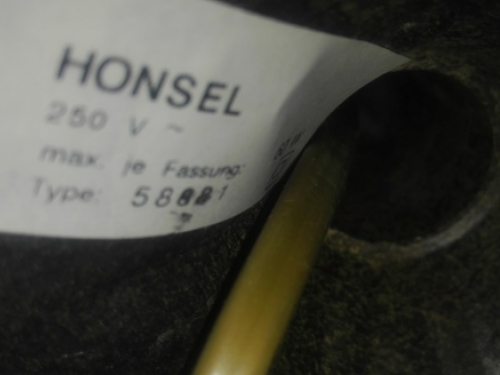 HONSEL
250 V ~
max. je Fassung:
Type: